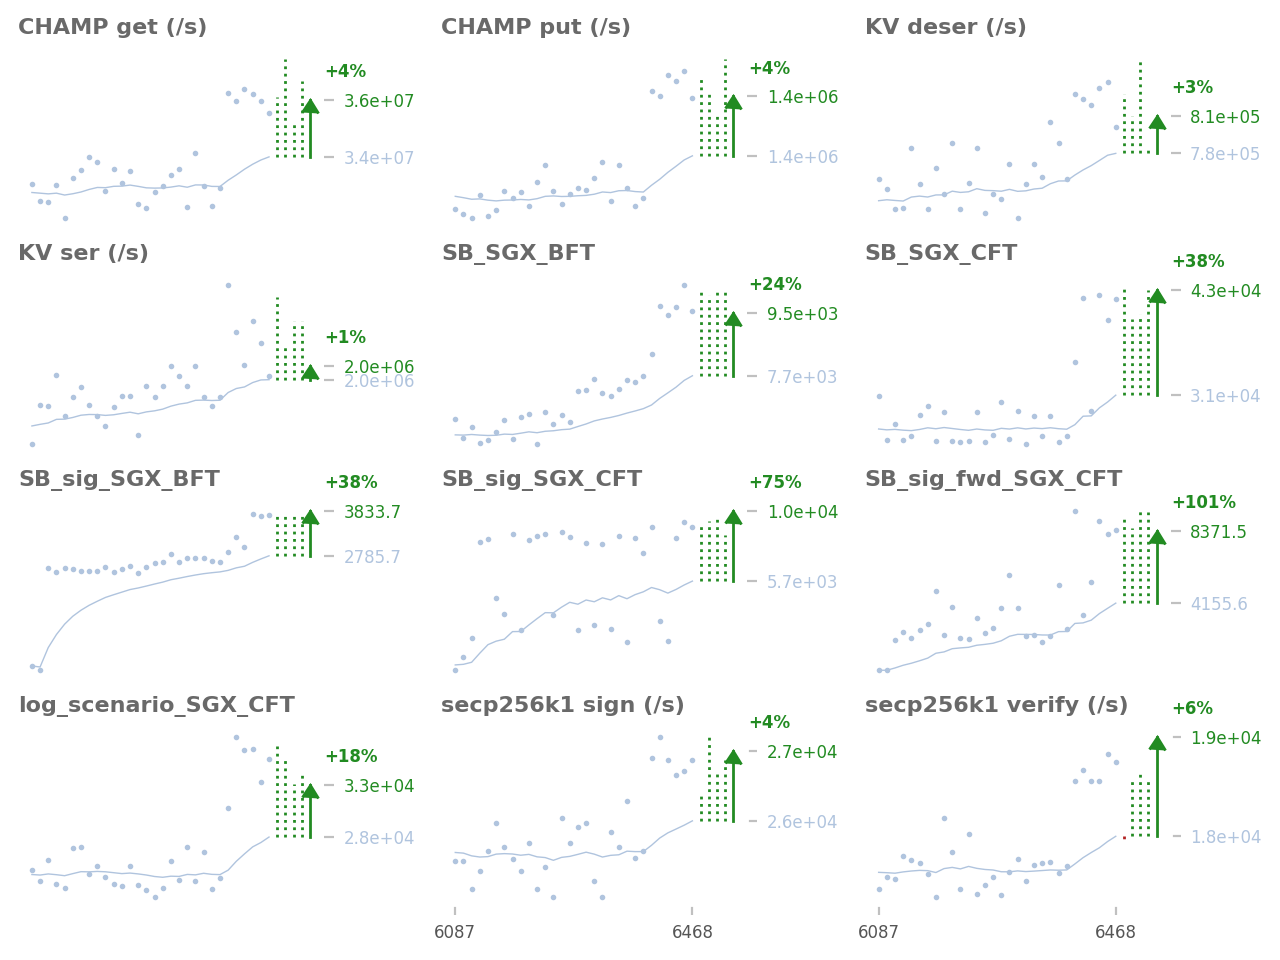 CHAMP get (/s)
+4%
3.6e+07
3.4e+07
CHAMP put (/s)
+4%
1.4e+06
1.4e+06
KV deser (/s)
+3%
8.1e+05
7.8e+05
KV ser (/s)
+1%
2.0e+06
2.0e+06
SB_SGX_BFT
+24%
9.5e+03
7.7e+03
SB_SGX_CFT
+38%
4.3e+04
3.1e+04
SB_sig_SGX_BFT
+38%
3833.7
2785.7
SB_sig_SGX_CFT
+75%
1.0e+04
5.7e+03
SB_sig_fwd_SGX_CFT
+101%
8371.5
4155.6
log_scenario_SGX_CFT
+18%
3.3e+04
2.8e+04
secp256k1 sign (/s)
+4%
2.7e+04
2.6e+04
6087 6468
secp256k1 verify (/s)
+6%
1.9e+04
1.8e+04
6087 6468